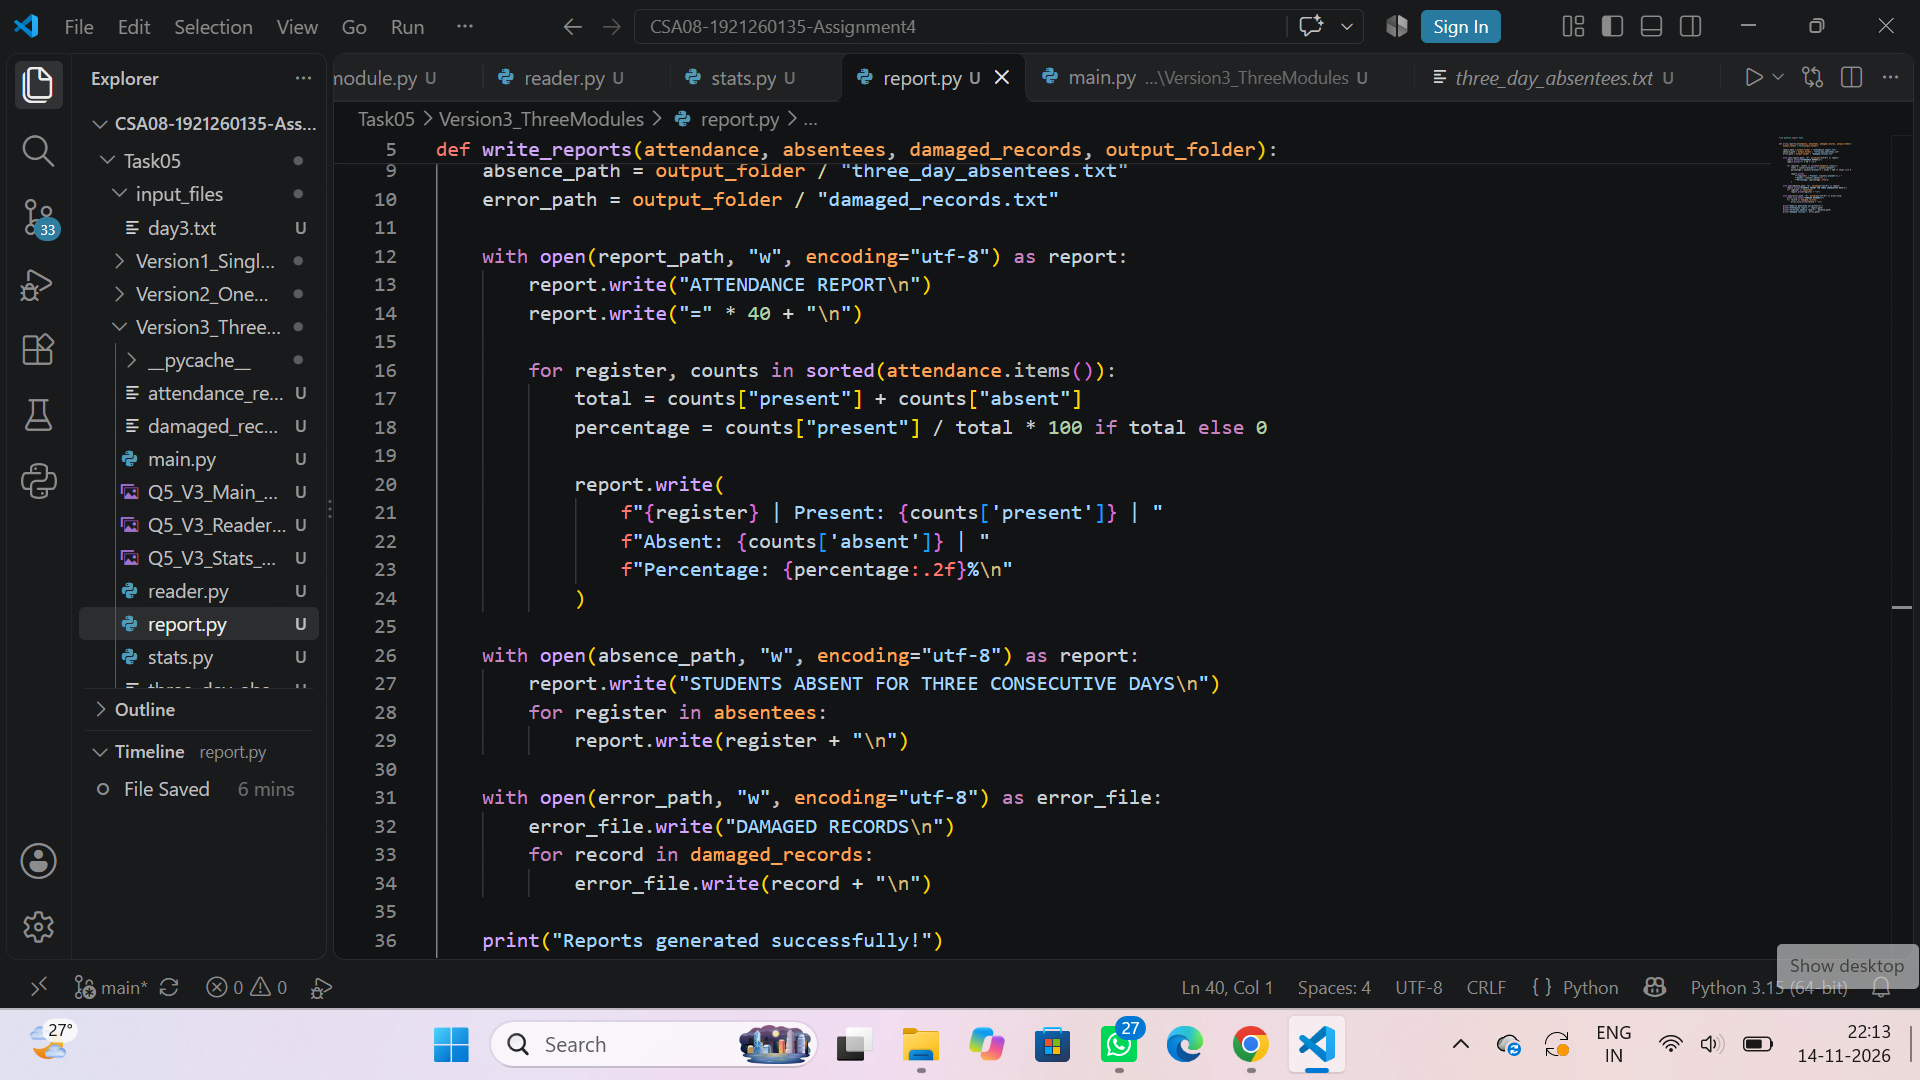 File Edit Selection View Go Run ...
CSA08-1921260135-Assignment4
Sign In
Explorer
module.py U reader.py U stats.py U report.py U main.py ...\Version3_ThreeModules U three_day_absentees.txt U
Task05 > Version3_ThreeModules > report.py > ...
CSA08-1921260135-Ass...
Task05
input_files
day3.txt U
Version1_Singl...
Version2_One...
Version3_Three...
__pycache__
attendance_re... U
damaged_rec... U
main.py U
Q5_V3_Main_... U
Q5_V3_Reader... U
Q5_V3_Stats_... U
reader.py U
report.py U
stats.py U
Outline
Timeline report.py
File Saved 6 mins
33
5 def write_reports(attendance, absentees, damaged_records, output_folder):
9 absence_path = output_folder / "three_day_absentees.txt"
10 error_path = output_folder / "damaged_records.txt"
11
12 with open(report_path, "w", encoding="utf-8") as report:
13 report.write("ATTENDANCE REPORT\n")
14 report.write("=" * 40 + "\n")
15
16 for register, counts in sorted(attendance.items()):
17 total = counts["present"] + counts["absent"]
18 percentage = counts["present"] / total * 100 if total else 0
19
20 report.write(
21 f"{register} | Present: {counts['present']} | "
22 f"Absent: {counts['absent']} | "
23 f"Percentage: {percentage:.2f}%\n"
24 )
25
26 with open(absence_path, "w", encoding="utf-8") as report:
27 report.write("STUDENTS ABSENT FOR THREE CONSECUTIVE DAYS\n")
28 for register in absentees:
29 report.write(register + "\n")
30
31 with open(error_path, "w", encoding="utf-8") as error_file:
32 error_file.write("DAMAGED RECORDS\n")
33 for record in damaged_records:
34 error_file.write(record + "\n")
35
36 print("Reports generated successfully!")
Show desktop
main* 0 0 Ln 40, Col 1 Spaces: 4 UTF-8 CRLF { } Python Python 3.15 (64-bit)
27°
Search
27
ENG
IN
22:13
14-11-2026